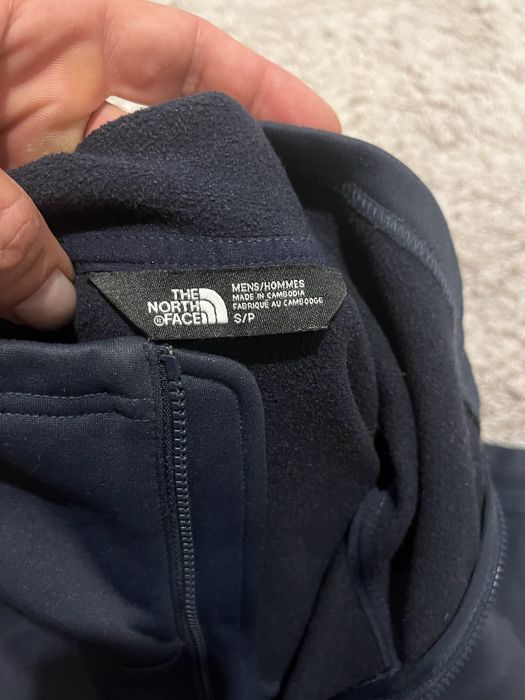 THE
NORTH
FACE
MENS/HOMMES
MADE IN CAMBODIA
FABRIQUÉ AU CAMBODGE
S/P